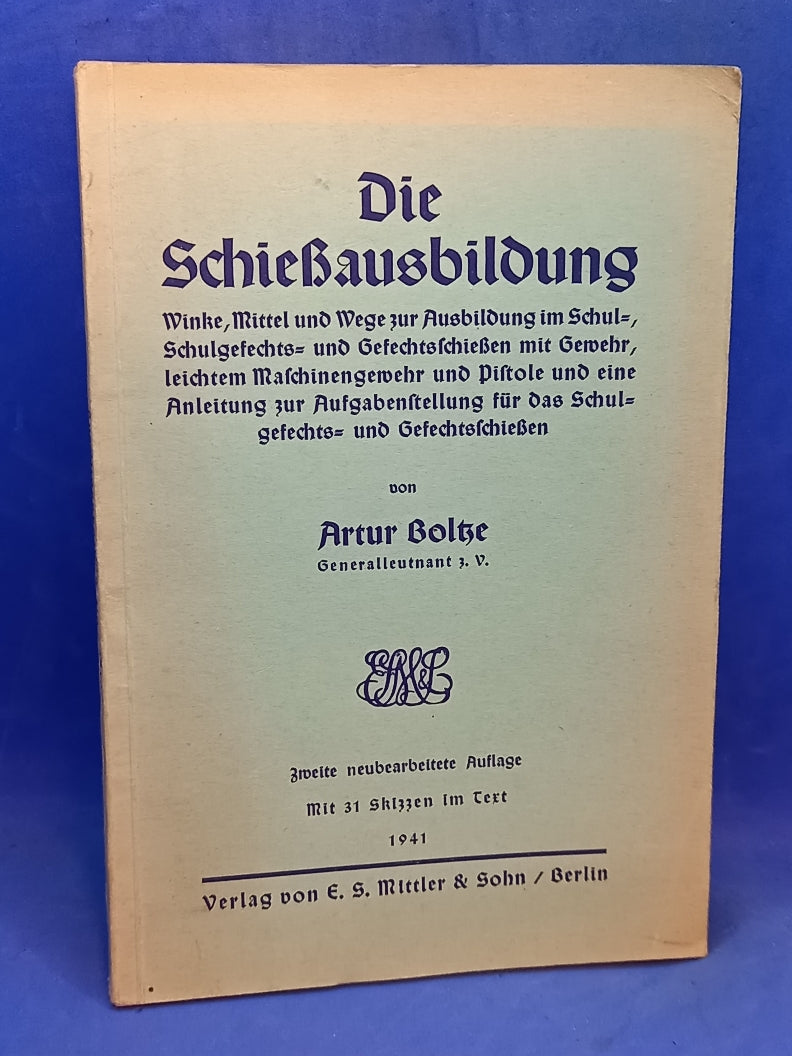 Die
Schießausbildung
Winke, Mittel und Wege zur Ausbildung im Schul-,
Schulgefechts- und Gefechtsschießen mit Gewehr,
leichtem Maschinengewehr und Pistole und eine
Anleitung zur Aufgabenstellung für das Schul-
gefechts- und Gefechtsschießen
von
Artur Boltze
Generalleutnant z. V.
Zweite neubearbeitete Auflage
Mit 31 Skizzen im Text
1941
Verlag von E. S. Mittler & Sohn / Berlin